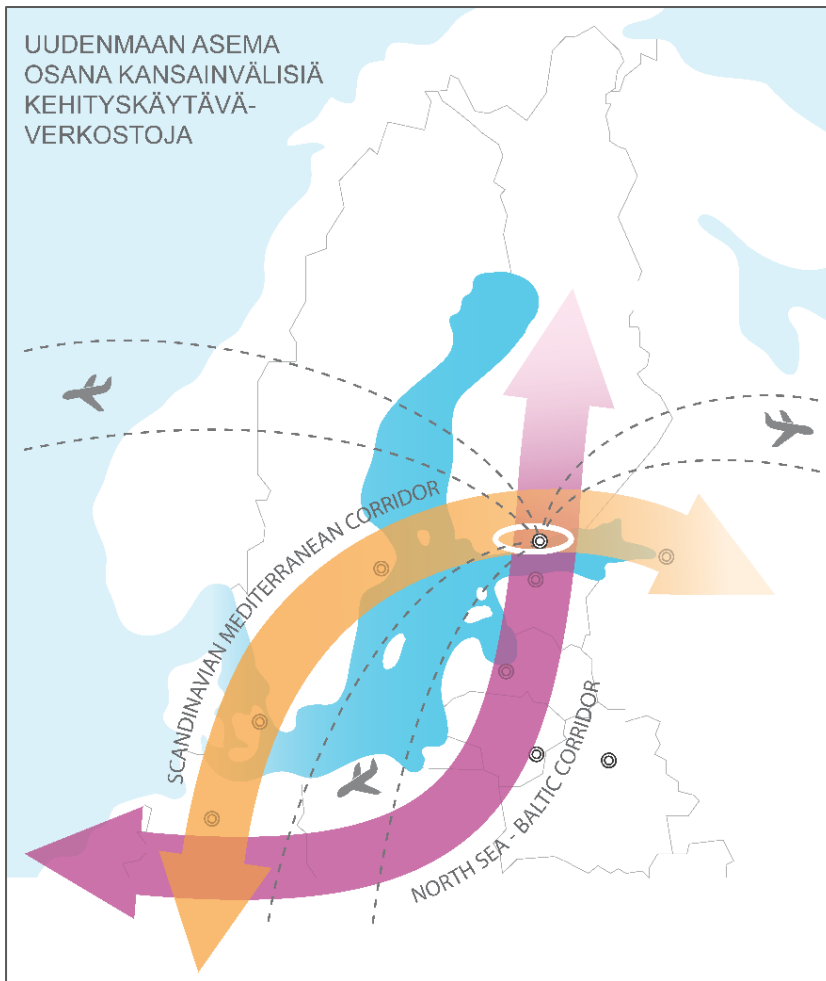 UUDENMAAN ASEMA
OSANA KANSAINVÄLISIÄ
KEHITYSKÄYTÄVÄ-
VERKOSTOJA
SCANDINAVIAN MEDITERRANEAN CORRIDOR
NORTH SEA - BALTIC CORRIDOR